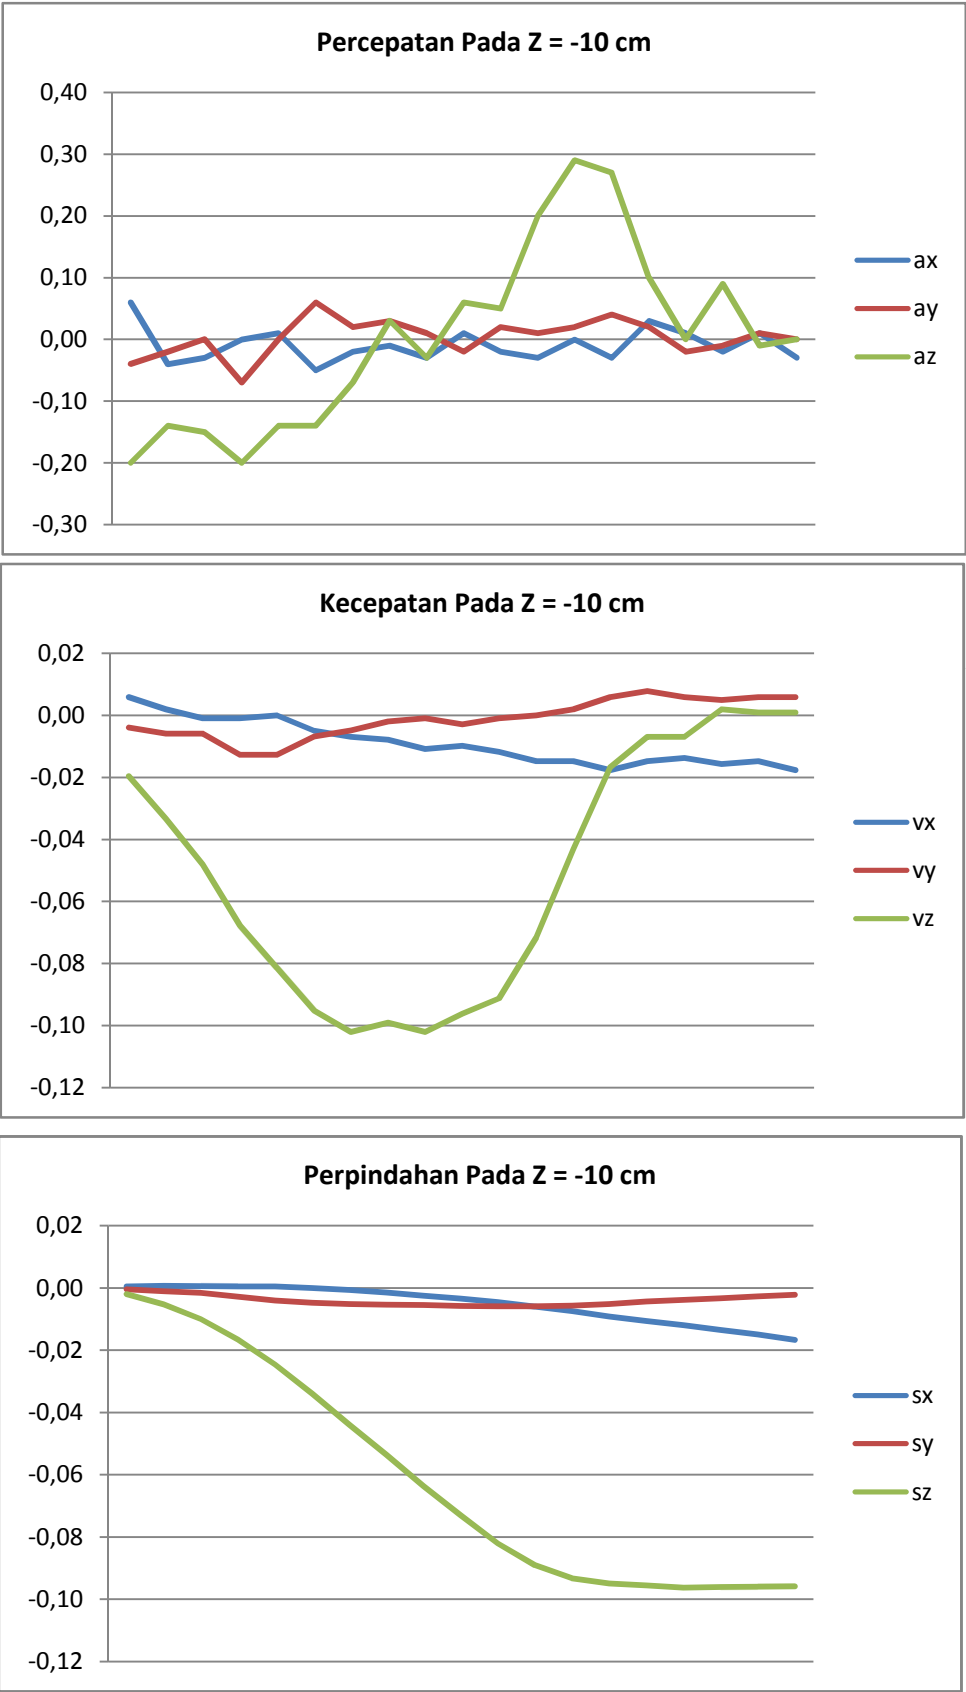 Percepatan Pada Z = -10 cm
0,40
0,30
0,20
0,10
0,00
-0,10
-0,20
-0,30
ax
ay
az
Kecepatan Pada Z = -10 cm
0,02
0,00
-0,02
-0,04
-0,06
-0,08
-0,10
-0,12
vx
vy
vz
Perpindahan Pada Z = -10 cm
0,02
0,00
-0,02
-0,04
-0,06
-0,08
-0,10
-0,12
sx
sy
sz